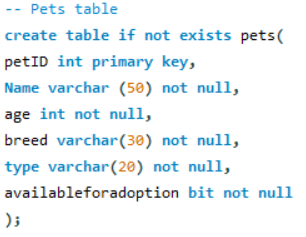 -- Pets table
create table if not exists pets(
petID int primary key,
Name varchar (50) not null,
age int not null,
breed varchar(30) not null,
type varchar(20) not null,
availableforadoption bit not null
);